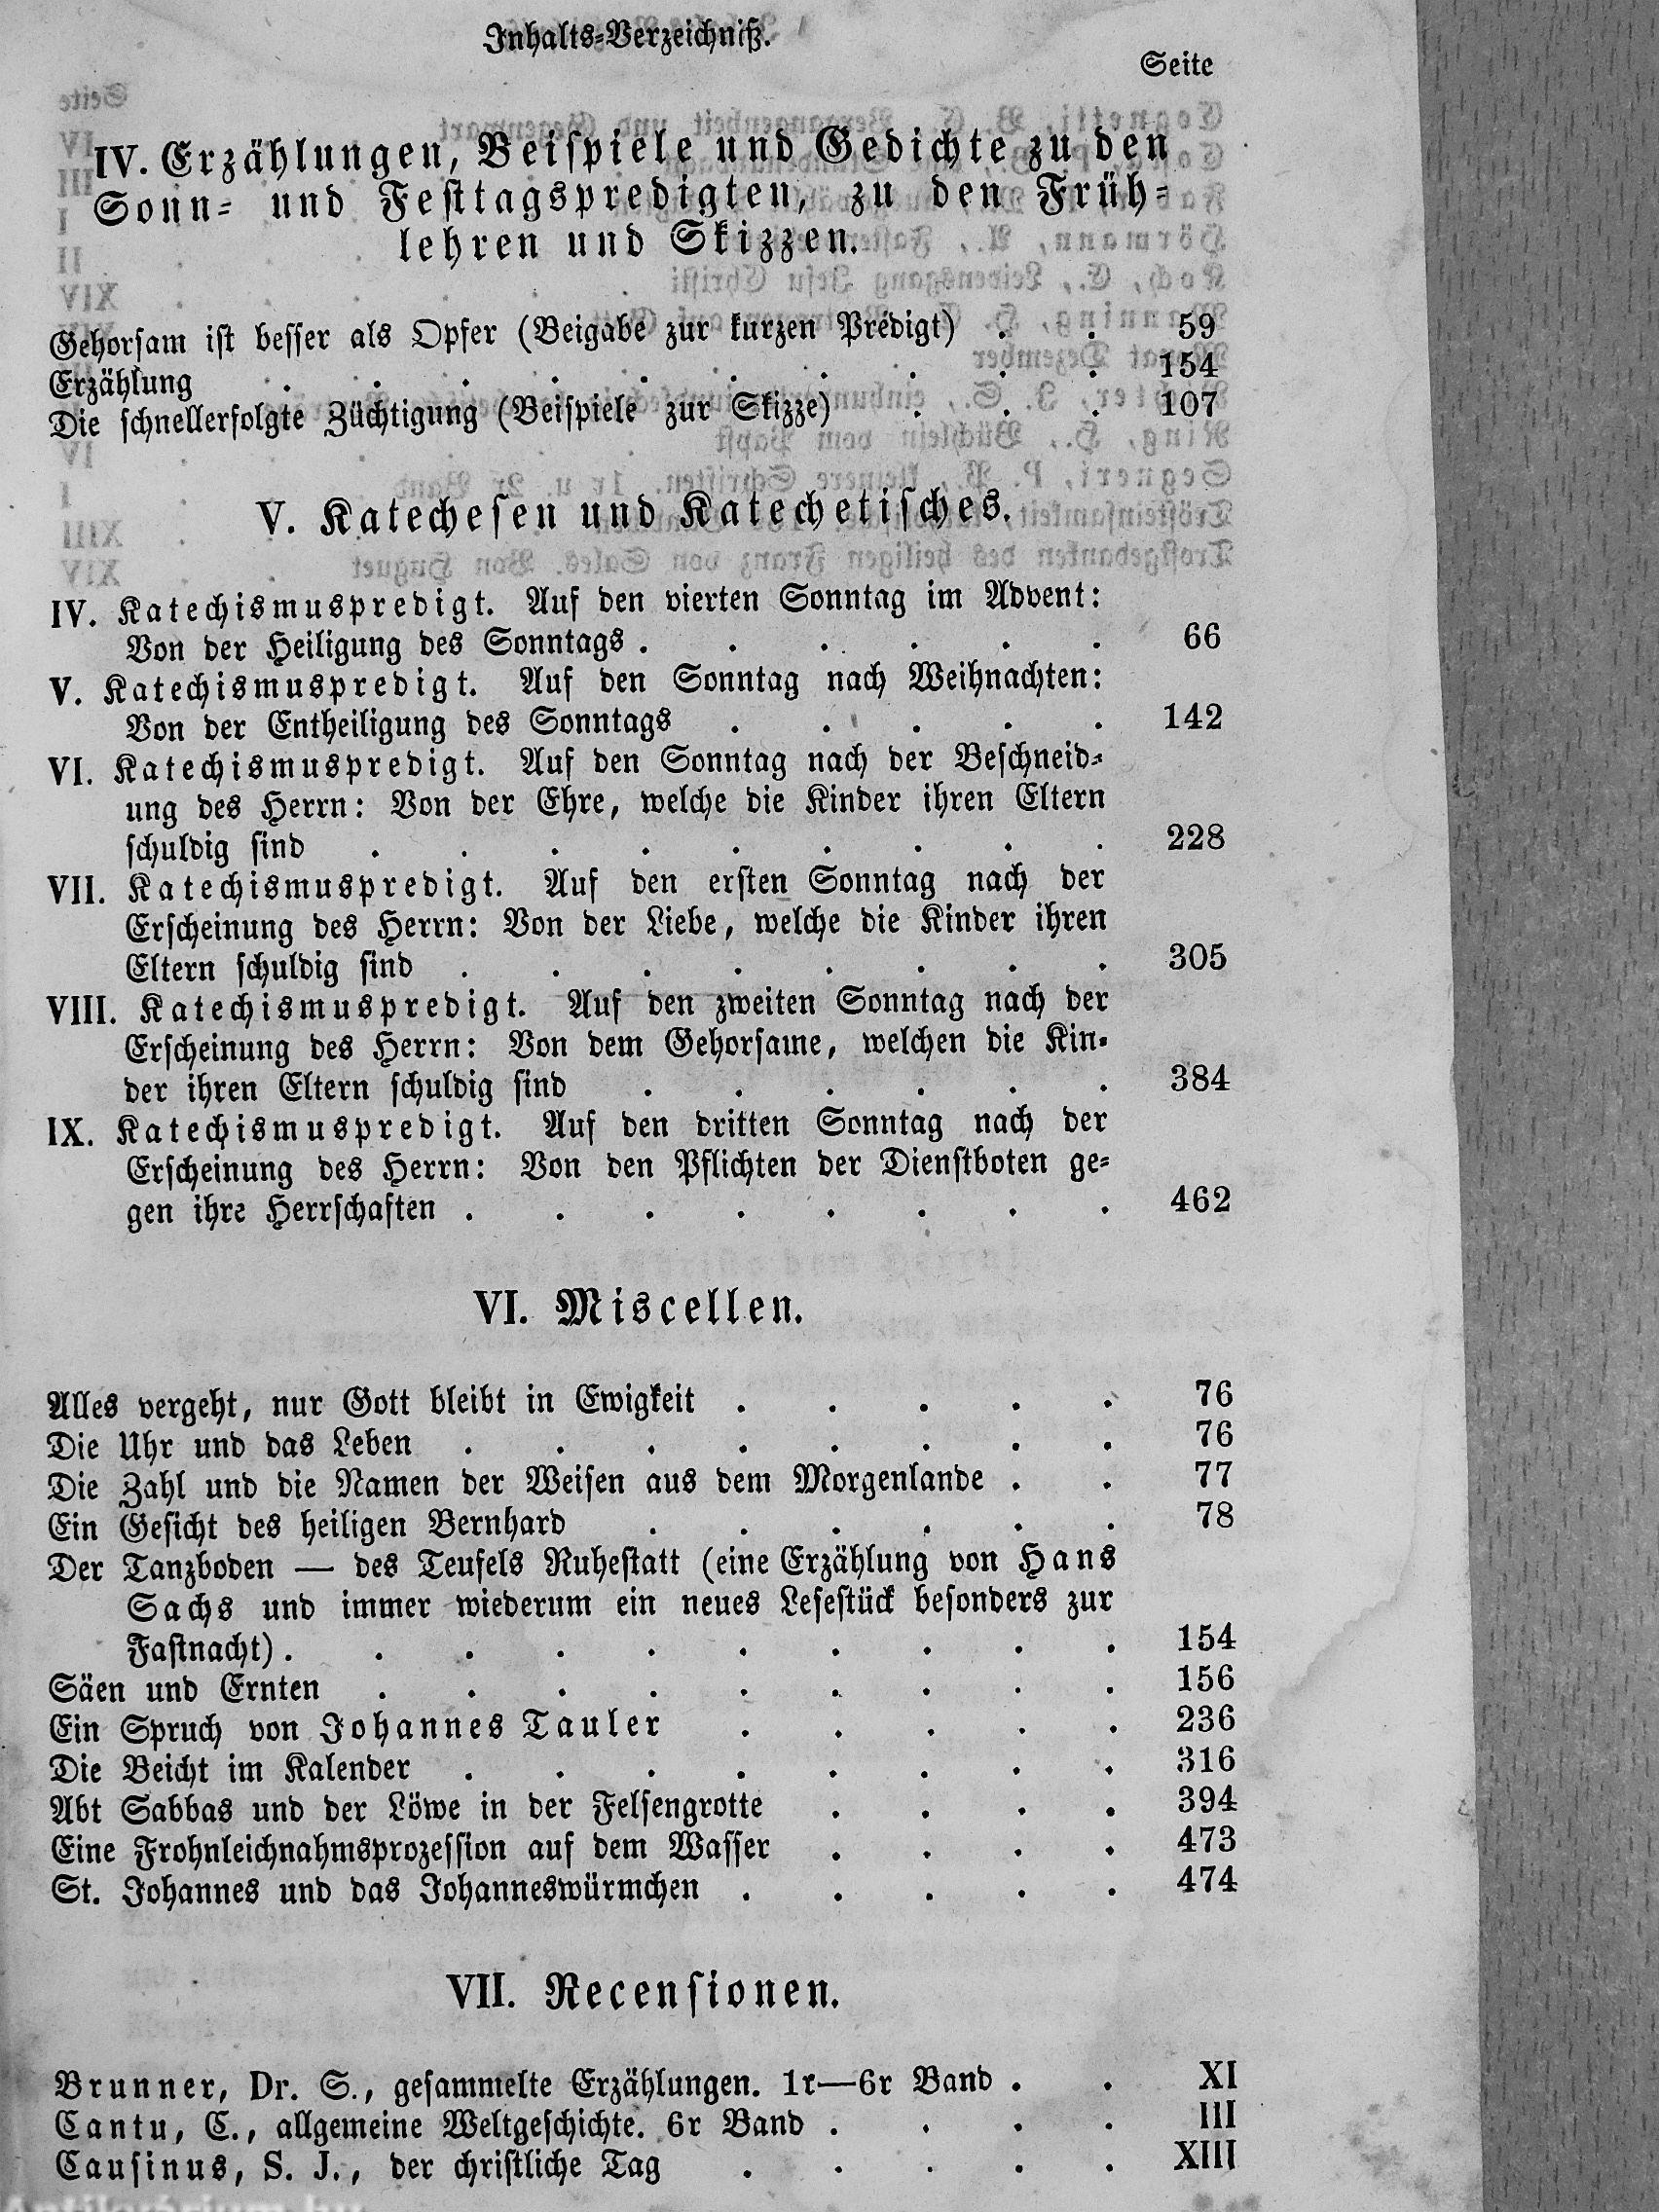 Inhalts-Verzeichniß.
Seite
IV. Erzählungen, Beispiele und Gedichte zu den
Sonn- und Festtagspredigten, zu den Früh-
lehren und Skizzen.
Gehorsam ist besser als Opfer (Beigabe zur kurzen Predigt) . . 59
Erzählung . . . . . . . . . . 154
Die schnellerfolgte Züchtigung (Beispiele zur Skizze) . . . 107
V. Katechesen und Katechetisches.
IV. Katechismuspredigt. Auf den vierten Sonntag im Advent:
Von der Heiligung des Sonntags . . . . . . 66
V. Katechismuspredigt. Auf den Sonntag nach Weihnachten:
Von der Entheiligung des Sonntags . . . . . 142
VI. Katechismuspredigt. Auf den Sonntag nach der Beschneid-
ung des Herrn: Von der Ehre, welche die Kinder ihren Eltern
schuldig sind . . . . . . . . . 228
VII. Katechismuspredigt. Auf den ersten Sonntag nach der
Erscheinung des Herrn: Von der Liebe, welche die Kinder ihren
Eltern schuldig sind . . . . . . . . 305
VIII. Katechismuspredigt. Auf den zweiten Sonntag nach der
Erscheinung des Herrn: Von dem Gehorsame, welchen die Kin-
der ihren Eltern schuldig sind . . . . . . 384
IX. Katechismuspredigt. Auf den dritten Sonntag nach der
Erscheinung des Herrn: Von den Pflichten der Dienstboten ge-
gen ihre Herrschaften . . . . . . . . 462
VI. Miscellen.
Alles vergeht, nur Gott bleibt in Ewigkeit . . . . . 76
Die Uhr und das Leben . . . . . . . . 76
Die Zahl und die Namen der Weisen aus dem Morgenlande . . 77
Ein Gesicht des heiligen Bernhard . . . . . . 78
Der Tanzboden — des Teufels Ruhestatt (eine Erzählung von Hans
Sachs und immer wiederum ein neues Lesestück besonders zur
Fastnacht) . . . . . . . . . . 154
Säen und Ernten . . . . . . . . . 156
Ein Spruch von Johannes Tauler . . . . . 236
Die Beicht im Kalender . . . . . . . . 316
Abt Sabbas und der Löwe in der Felsengrotte . . . . 394
Eine Frohnleichnahmsprozession auf dem Wasser . . . . 473
St. Johannes und das Johanneswürmchen . . . . . 474
VII. Recensionen.
Brunner, Dr. S., gesammelte Erzählungen. 1r—6r Band . . XI
Cantu, C., allgemeine Weltgeschichte. 6r Band . . . . III
Causinus, S. J., der christliche Tag . . . . . XIII